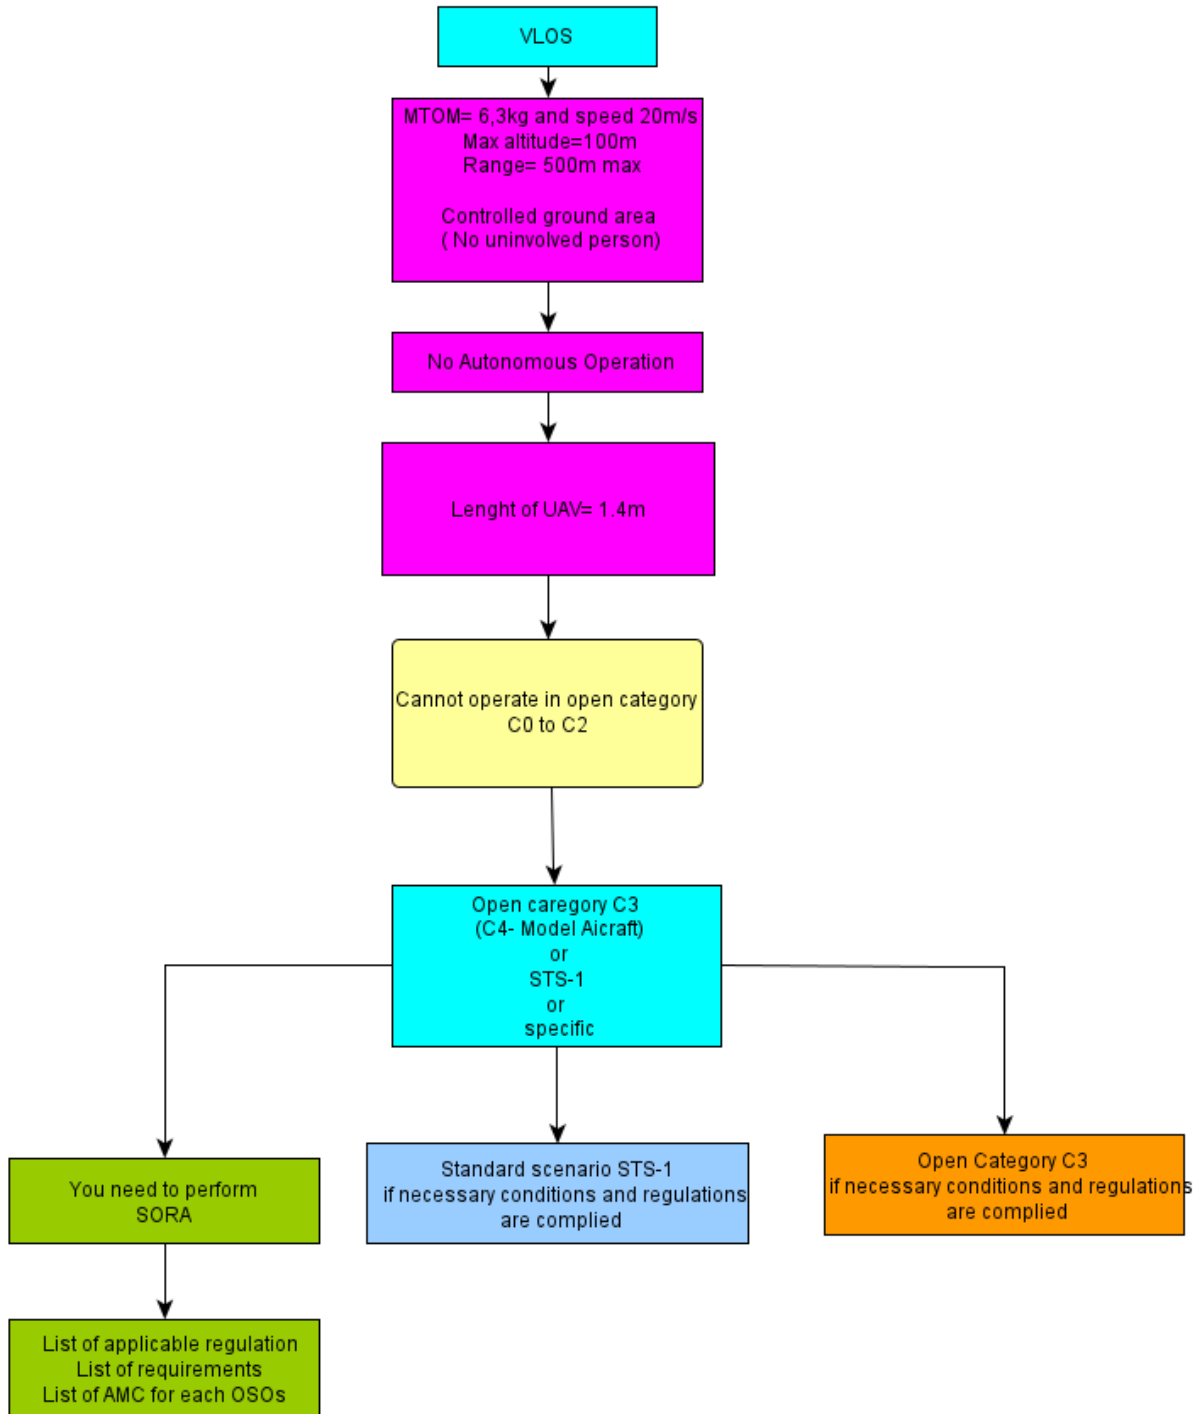 VLOS
MTOM= 6,3kg and speed 20m/s
Max altitude=100m
Range= 500m max
Controlled ground area
( No uninvolved person)
No Autonomous Operation
Lenght of UAV= 1.4m
Cannot operate in open category
C0 to C2
Open caregory C3
(C4- Model Aicraft)
or
STS-1
or
specific
You need to perform
SORA
Standard scenario STS-1
if necessary conditions and regulations
are complied
Open Category C3
if necessary conditions and regulations
are complied
List of applicable regulation
List of requirements
List of AMC for each OSOs